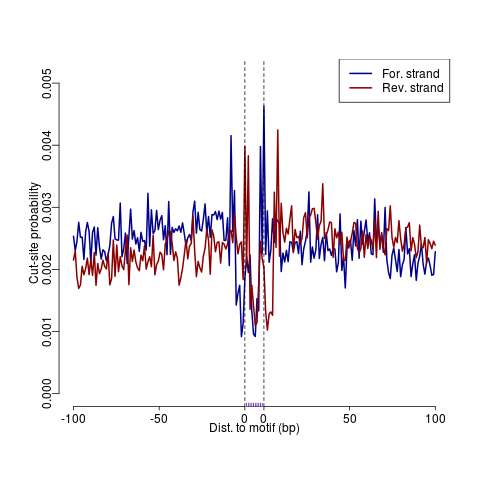 For. strand
Rev. strand
Cut-site probability
0.005
0.004
0.003
0.002
0.001
0.000
-100 -50 0 0 50 100
Dist. to motif (bp)